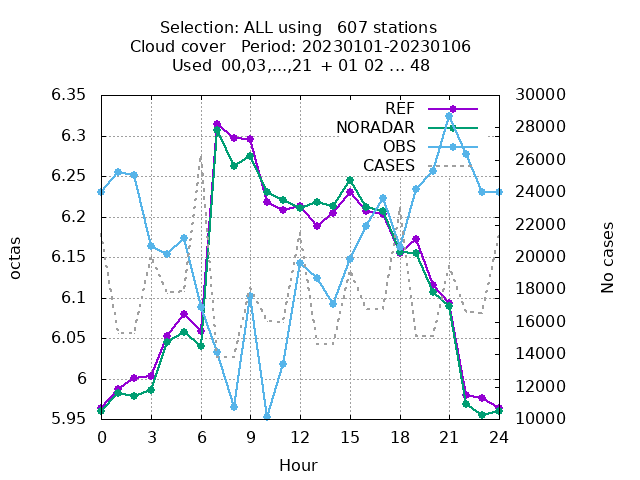 Selection: ALL using   607 stations
Cloud cover   Period: 20230101-20230106
Used  00,03,...,21  + 01 02 ... 48
6.35
6.3
6.25
6.2
6.15
6.1
6.05
6
5.95
octas
30000
28000
26000
24000
22000
20000
18000
16000
14000
12000
10000
No cases
REF
NORADAR
OBS
CASES
0 3 6 9 12 15 18 21 24
Hour